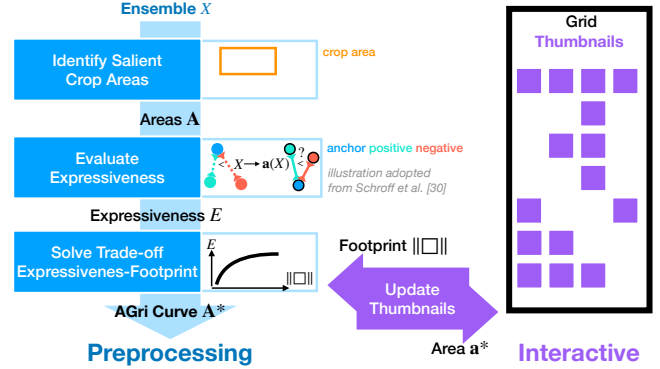 Ensemble X
Identify Salient
Crop Areas
crop area
Areas A
Evaluate
Expressiveness
< X→a(X) ?
<
anchor positive negative
illustration adopted
from Schroff et al. [30]
Expressiveness E
Solve Trade-off
Expressivenes-Footprint
E
||□||
AGri Curve A*
Preprocessing
Footprint ||□||
Update
Thumbnails
Area a*
Grid
Thumbnails
Interactive